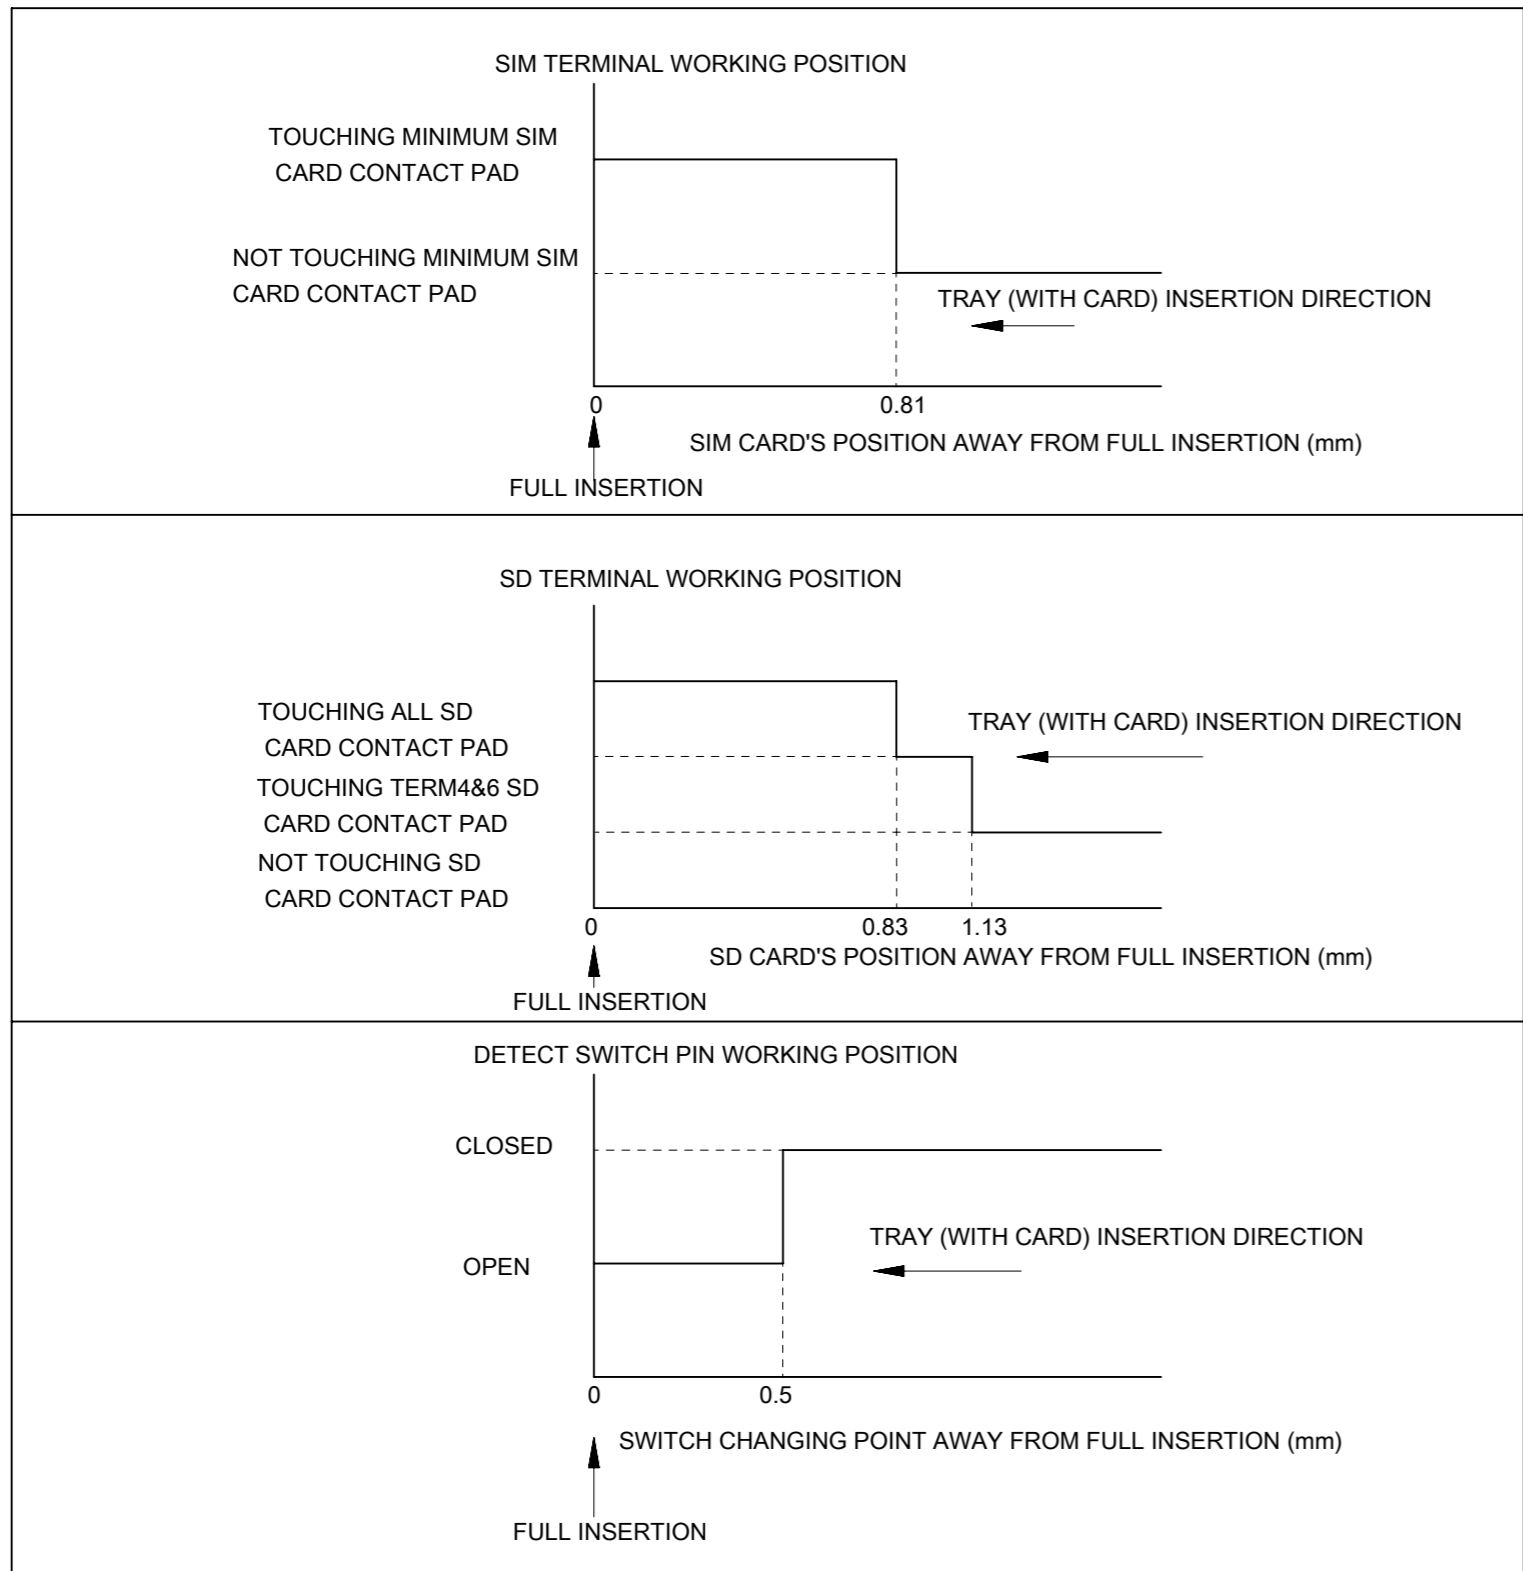 SIM TERMINAL WORKING POSITION
TOUCHING MINIMUM SIM
CARD CONTACT PAD
NOT TOUCHING MINIMUM SIM
CARD CONTACT PAD
TRAY (WITH CARD) INSERTION DIRECTION
0
0.81
SIM CARD'S POSITION AWAY FROM FULL INSERTION (mm)
FULL INSERTION
SD TERMINAL WORKING POSITION
TOUCHING ALL SD
CARD CONTACT PAD
TRAY (WITH CARD) INSERTION DIRECTION
TOUCHING TERM4&6 SD
CARD CONTACT PAD
NOT TOUCHING SD
CARD CONTACT PAD
0
0.83
1.13
SD CARD'S POSITION AWAY FROM FULL INSERTION (mm)
FULL INSERTION
DETECT SWITCH PIN WORKING POSITION
CLOSED
TRAY (WITH CARD) INSERTION DIRECTION
OPEN
0
0.5
SWITCH CHANGING POINT AWAY FROM FULL INSERTION (mm)
FULL INSERTION